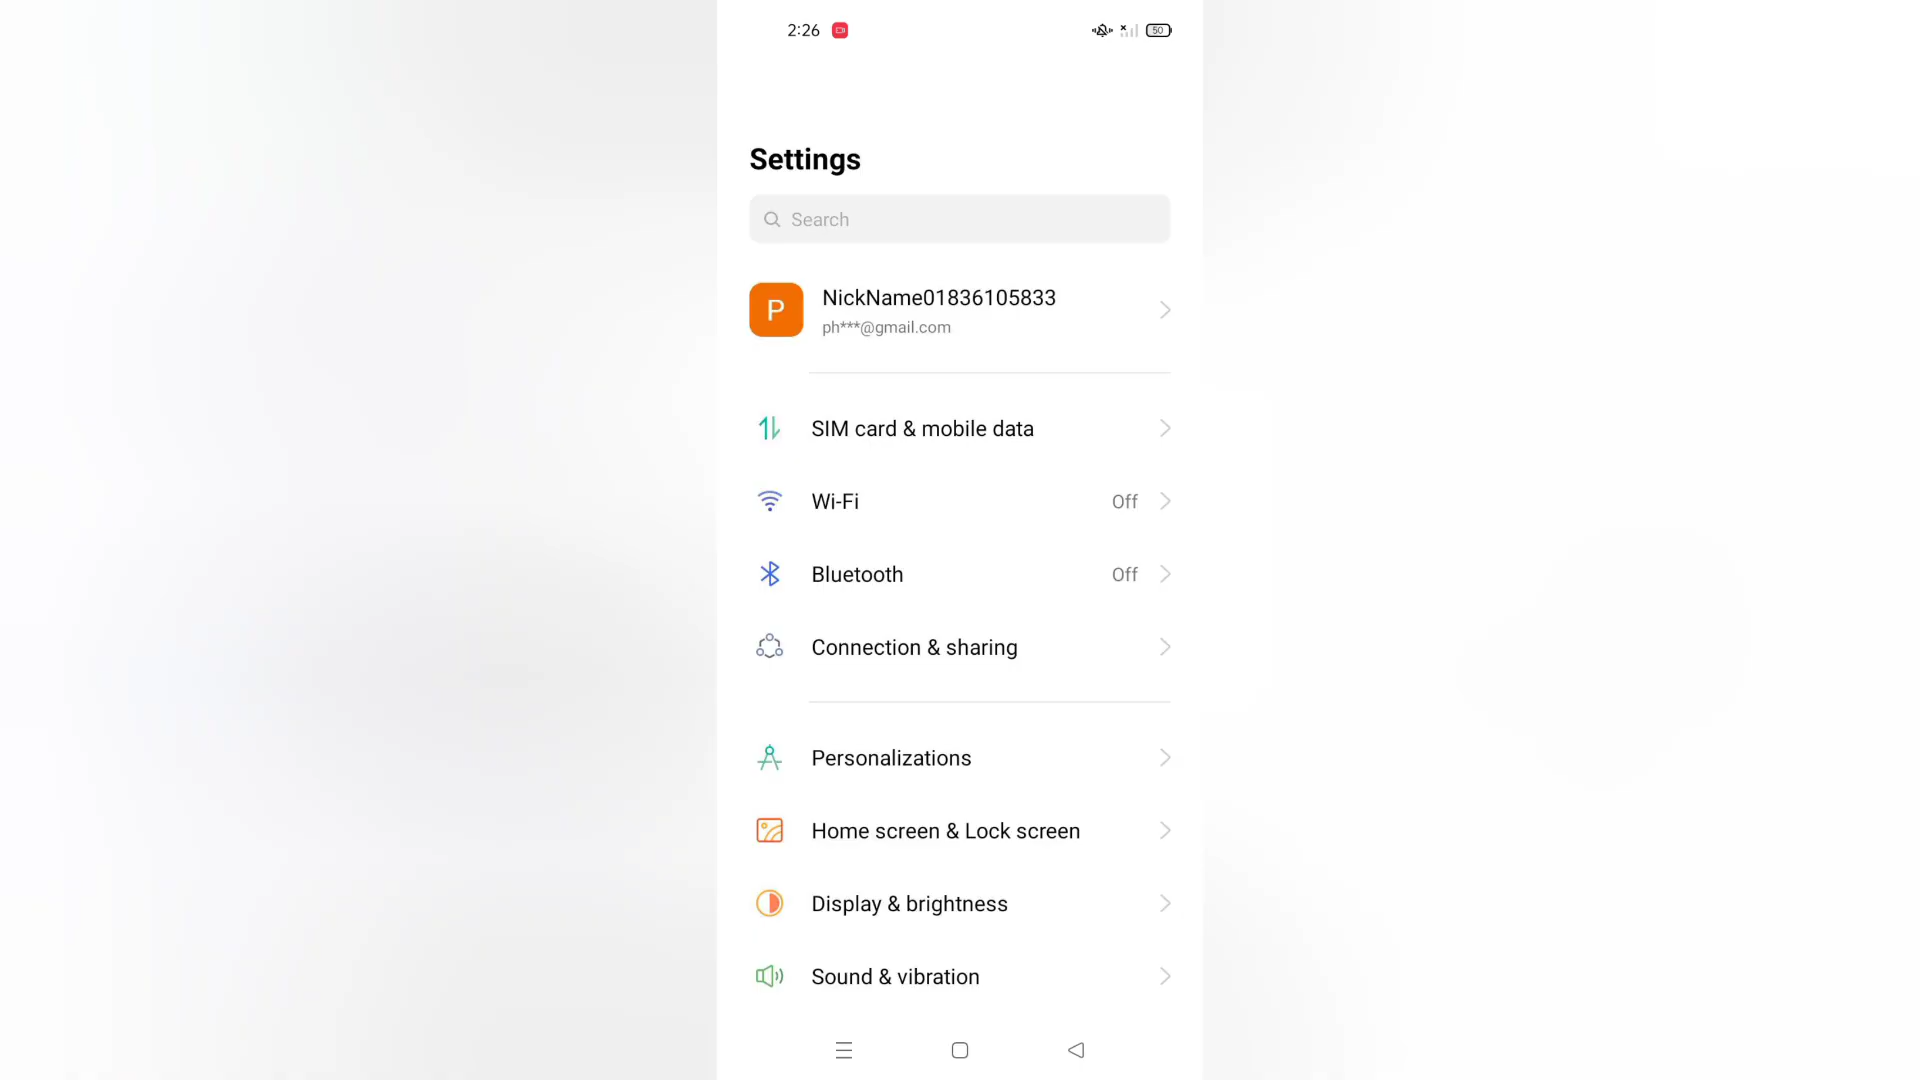 2:26
50
Settings
Search
P
NickName01836105833
ph***@gmail.com
SIM card & mobile data
Wi-Fi Off
Bluetooth Off
Connection & sharing
Personalizations
Home screen & Lock screen
Display & brightness
Sound & vibration